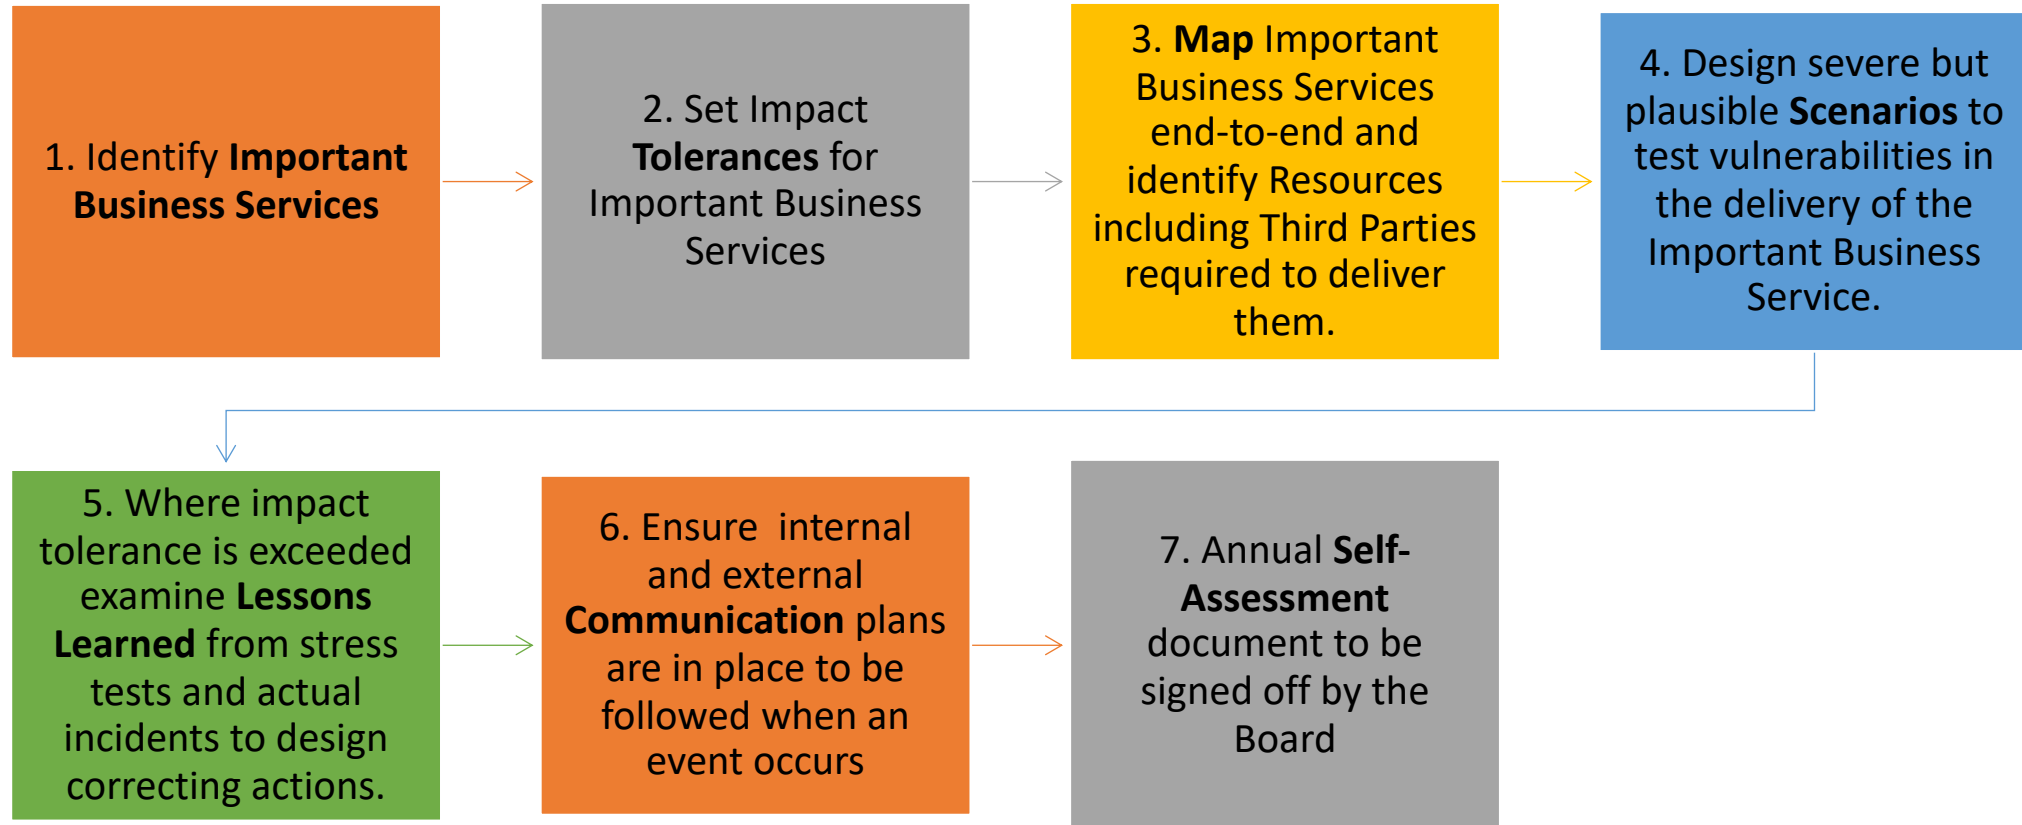 1. Identify Important
Business Services
2. Set Impact
Tolerances for
Important Business
Services
3. Map Important
Business Services
end-to-end and
identify Resources
including Third Parties
required to deliver
them.
4. Design severe but
plausible Scenarios to
test vulnerabilities in
the delivery of the
Important Business
Service.
5. Where impact
tolerance is exceeded
examine Lessons
Learned from stress
tests and actual
incidents to design
correcting actions.
6. Ensure  internal
and external
Communication plans
are in place to be
followed when an
event occurs
7. Annual Self-
Assessment
document to be
signed off by the
Board